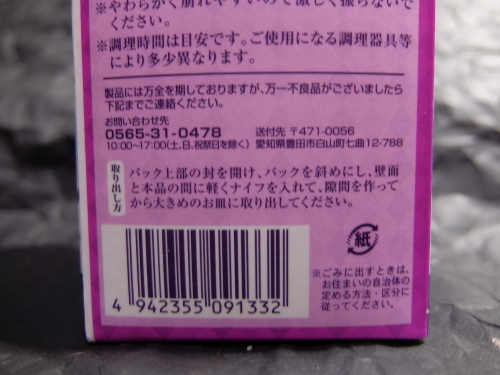 ※やわらかく崩れやすいので激しく振らないで
ください。
※調理時間は目安です。ご使用になる調理器具等
により多少異なります。
製品には万全を期しておりますが、万一不良品がございましたら
下記までご連絡ください。
お問い合わせ先
0565-31-0478
10:00~17:00(土、日、祝祭日を除く)
送付先 〒471-0056
愛知県豊田市白山町七曲12-788
取り出し方
パック上部の封を開け、パックを斜めにし、壁面
と本品の間に軽くナイフを入れて、隙間を作って
から大きめのお皿に取り出してください。
紙
※ごみに出すときは、
お住まいの自治体の
定める方法・区分に
従ってください。
4 942355 091332